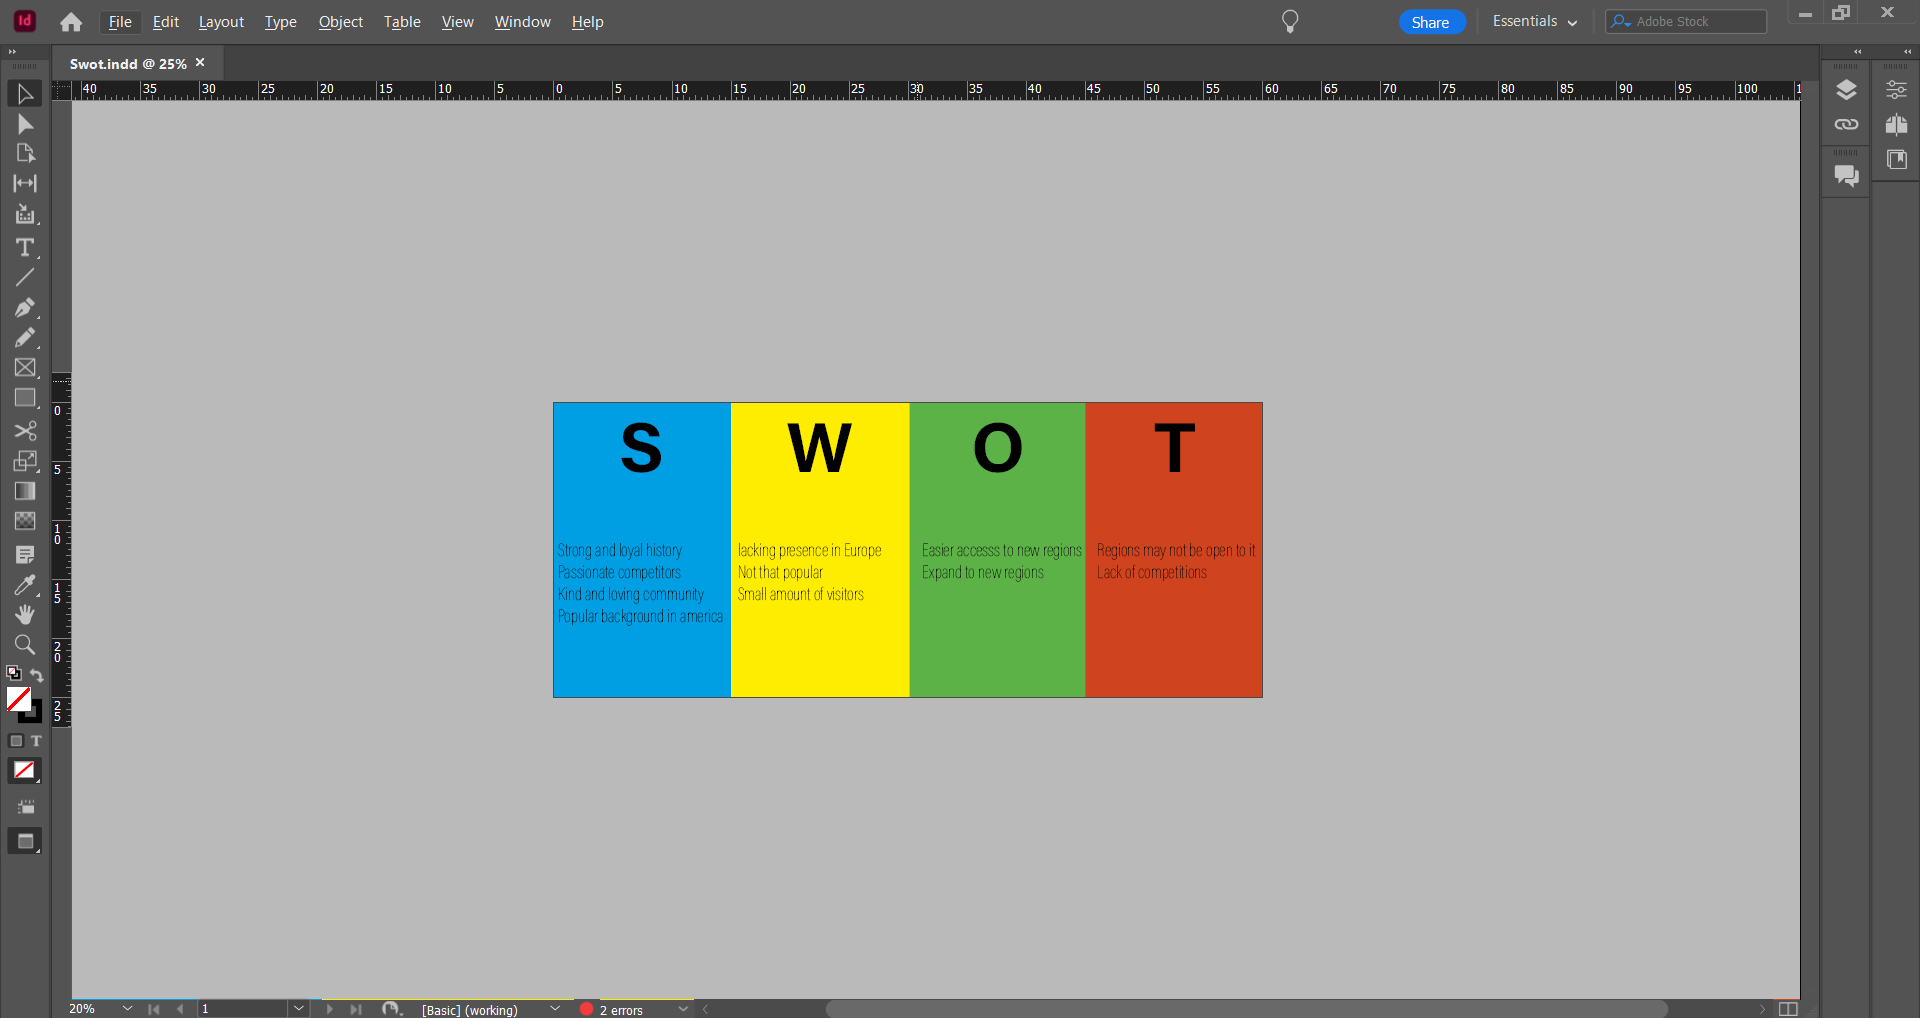 Id File Edit Layout Type Object Table View Window Help Share Essentials Adobe Stock
Swot.indd @ 25%
40 35 30 25 20 15 10 5 0 5 10 15 20 25 30 35 40 45 50 55 60 65 70 75 80 85 90 95 100 1
0
5
10
15
20
25
S W O T
Strong and loyal history
Passionate competitors
Kind and loving community
Popular background in america
lacking presence in Europe
Not that popular
Small amount of visitors
Easier accesss to new regions
Expand to new regions
Regions may not be open to it
Lack of competitions
20% 1 [Basic] (working) 2 errors